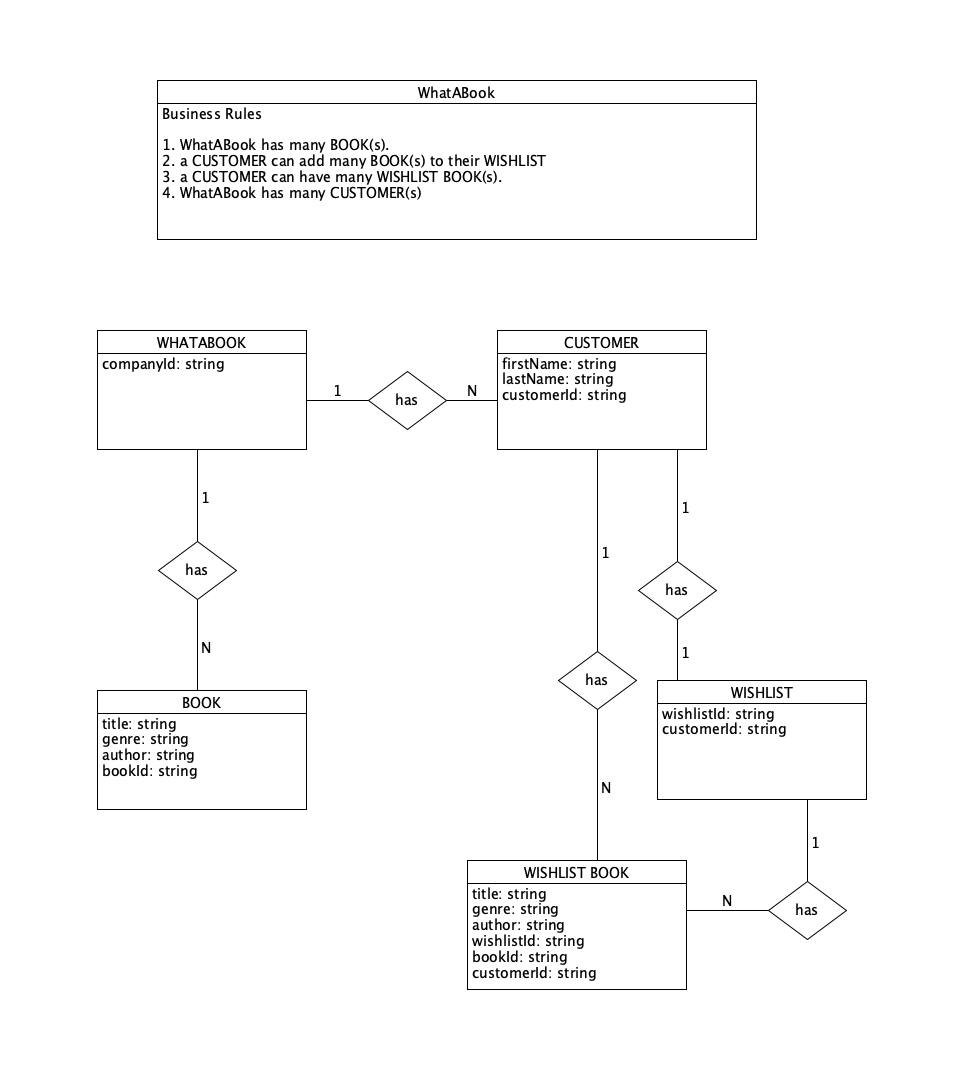 WhatABook
Business Rules
1. WhatABook has many BOOK(s).
2. a CUSTOMER can add many BOOK(s) to their WISHLIST
3. a CUSTOMER can have many WISHLIST BOOK(s).
4. WhatABook has many CUSTOMER(s)
WHATABOOK
companyId: string
1
has
N
CUSTOMER
firstName: string
lastName: string
customerId: string
1
has
N
BOOK
title: string
genre: string
author: string
bookId: string
1
has
N
1
has
1
WISHLIST
wishlistId: string
customerId: string
1
has
N
WISHLIST BOOK
title: string
genre: string
author: string
wishlistId: string
bookId: string
customerId: string